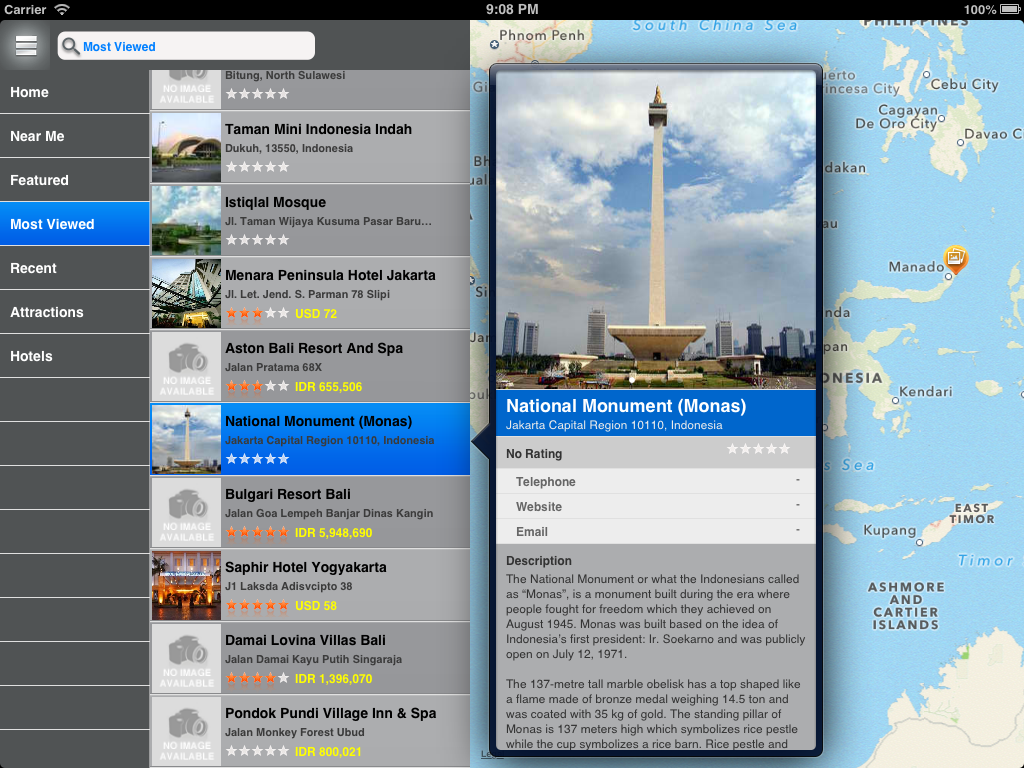 Carrier
9:08 PM
100%
Most Viewed
Home
Near Me
Featured
Most Viewed
Recent
Attractions
Hotels
NO IMAGE
AVAILABLE
Bitung, North Sulawesi
Taman Mini Indonesia Indah
Dukuh, 13550, Indonesia
Istiqlal Mosque
Jl. Taman Wijaya Kusuma Pasar Baru...
Menara Peninsula Hotel Jakarta
Jl. Let. Jend. S. Parman 78 Slipi
USD 72
NO IMAGE
AVAILABLE
Aston Bali Resort And Spa
Jalan Pratama 68X
IDR 655,506
National Monument (Monas)
Jakarta Capital Region 10110, Indonesia
NO IMAGE
AVAILABLE
Bulgari Resort Bali
Jalan Goa Lempeh Banjar Dinas Kangin
IDR 5,948,690
Saphir Hotel Yogyakarta
J1 Laksda Adisvcipto 38
USD 58
NO IMAGE
AVAILABLE
Damai Lovina Villas Bali
Jalan Damai Kayu Putih Singaraja
IDR 1,396,070
NO IMAGE
AVAILABLE
Pondok Pundi Village Inn & Spa
Jalan Monkey Forest Ubud
IDR 800,021
National Monument (Monas)
Jakarta Capital Region 10110, Indonesia
No Rating
Telephone -
Website -
Email -
Description
The National Monument or what the Indonesians called
as “Monas”, is a monument built during the era where
people fought for freedom which they achieved on
August 1945. Monas was built based on the idea of
Indonesia’s first president: Ir. Soekarno and was publicly
open on July 12, 1971.
The 137-metre tall marble obelisk has a top shaped like
a flame made of bronze medal weighing 14.5 ton and
was coated with 35 kg of gold. The standing pillar of
Monas is 137 meters high which symbolizes rice pestle
while the cup symbolizes a rice barn. Rice pestle and
South China Sea
PHILIPPINES
Phnom Penh
uerto
incesa City
Cebu City
Cagayan
De Oro City
Davao C
dakan
au
Manado
nda
pan
ONESIA
Kendari
s Sea
EAST
TIMOR
Kupang
Timor
ASHMORE
AND
CARTIER
ISLANDS